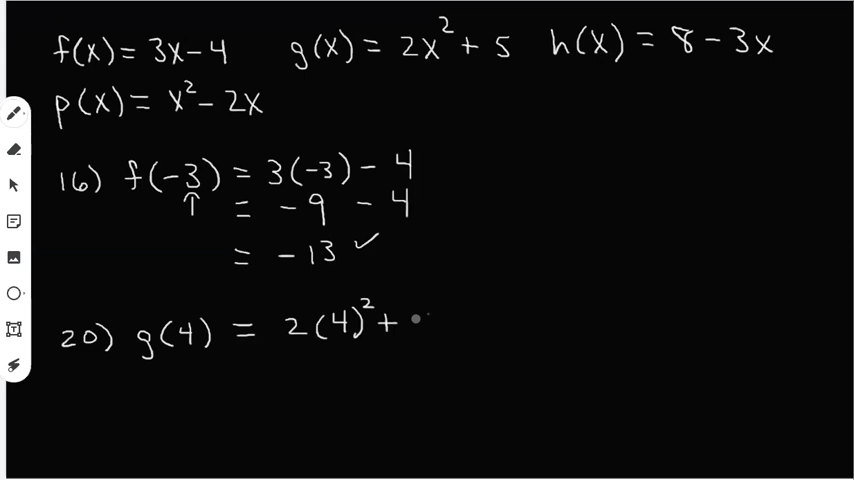 f(x) = 3x - 4   g(x) = 2x² + 5   h(x) = 8 - 3x
p(x) = x² - 2x
16) f(-3) = 3(-3) - 4
↑ = -9 - 4
= -13 ✓
20) g(4) = 2(4)² +